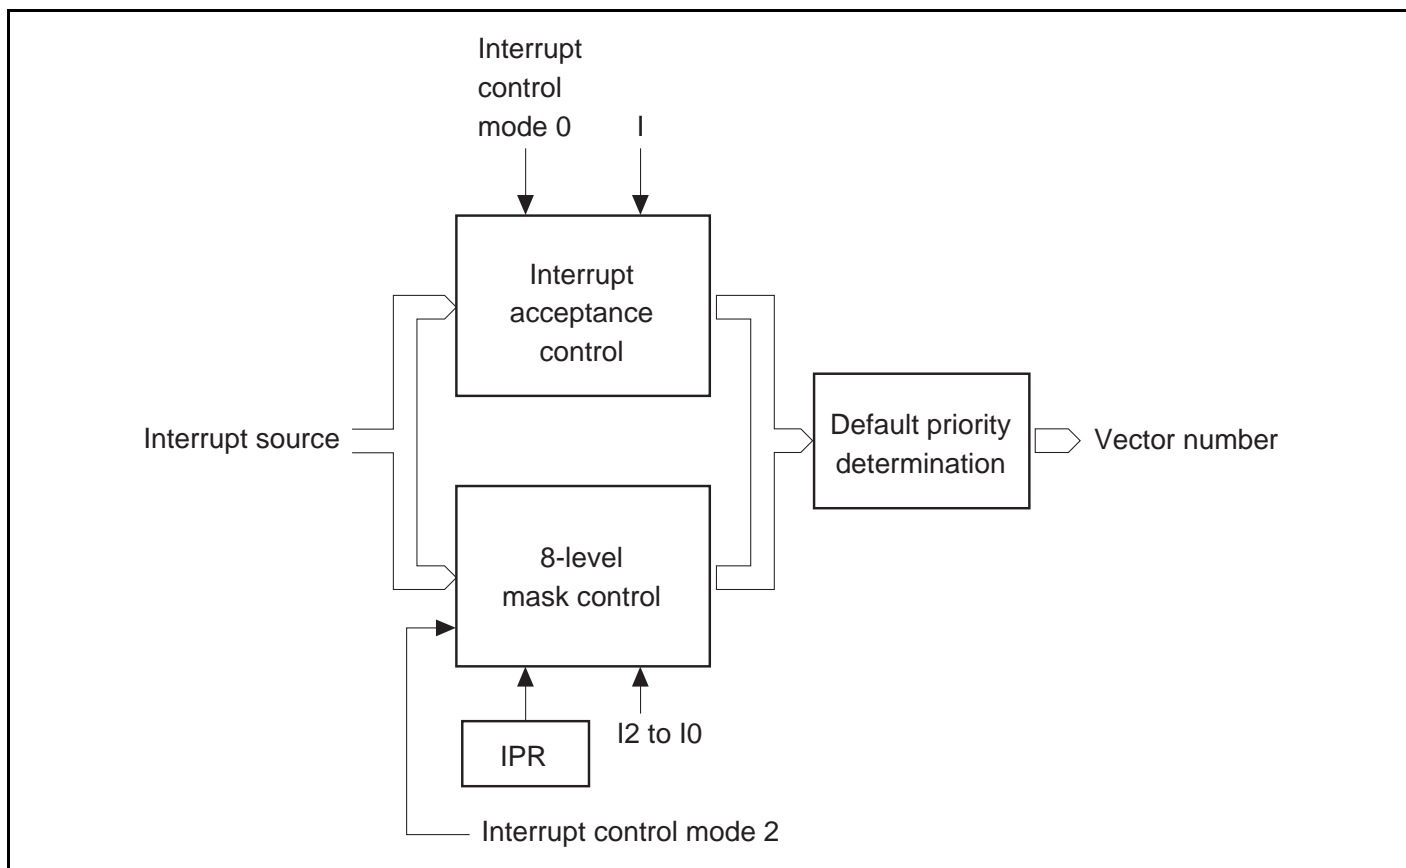 Interrupt
control
mode 0
I
Interrupt
acceptance
control
Interrupt source
Default priority
determination
Vector number
8-level
mask control
IPR
I2 to I0
Interrupt control mode 2